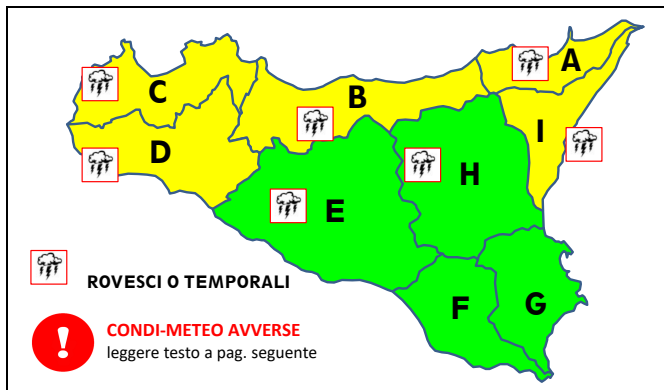 A
C
B
I
D
H
E
F
G
ROVESCI O TEMPORALI
!
CONDI-METEO AVVERSE
leggere testo a pag. seguente